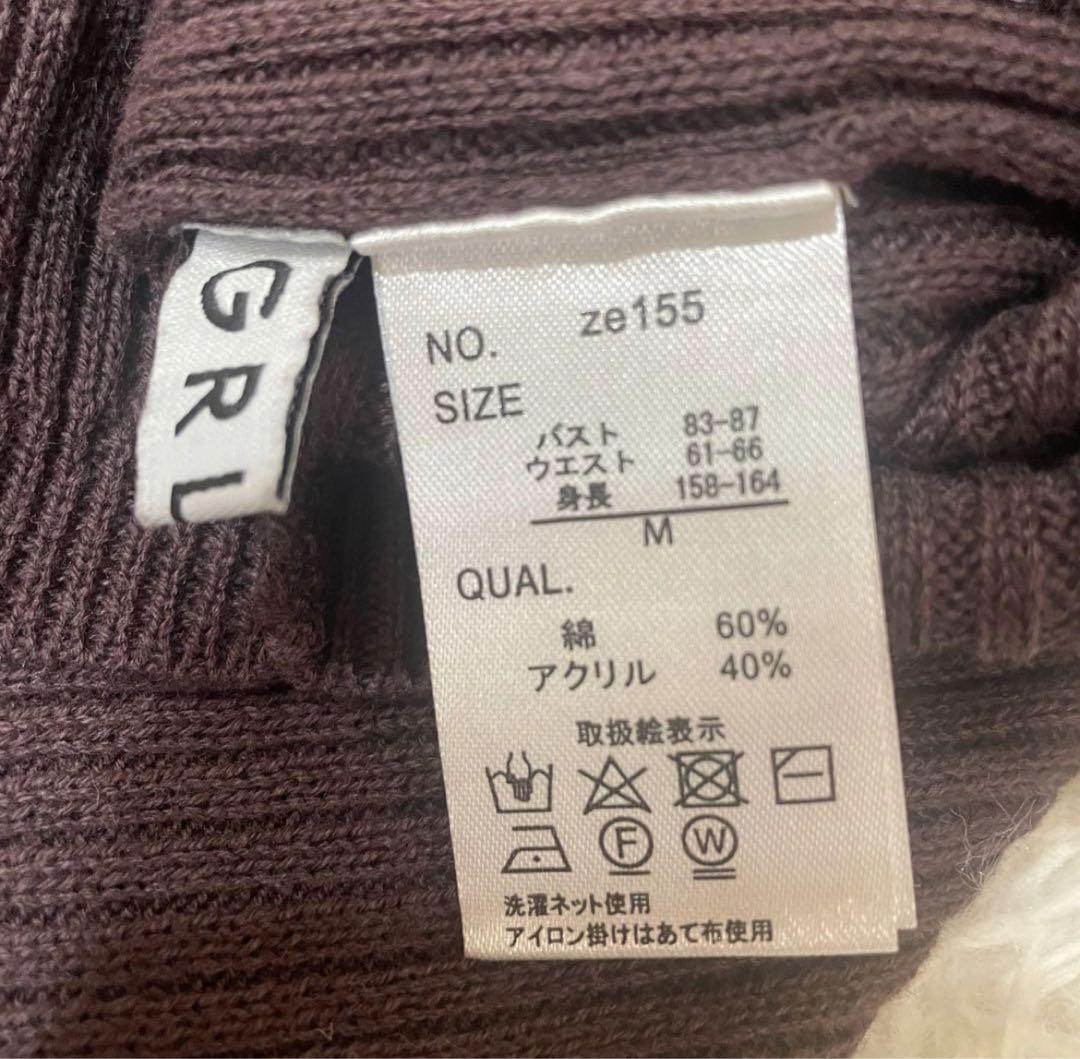 GRL
NO. ze155
SIZE
バスト 83-87
ウエスト 61-66
身長 158-164
M
QUAL.
綿 60%
アクリル 40%
取扱絵表示
F W
洗濯ネット使用
アイロン掛けはあて布使用